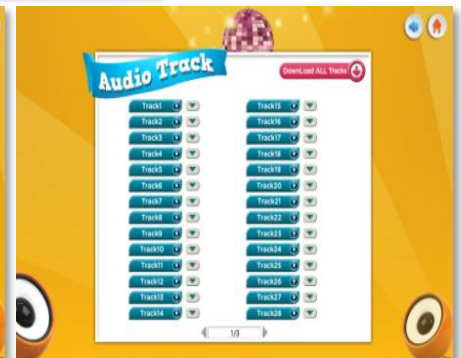 Audio Track
DownLoad ALL Tracks
Track1
Track2
Track3
Track4
Track5
Track6
Track7
Track8
Track9
Track10
Track11
Track12
Track13
Track14
Track15
Track16
Track17
Track18
Track19
Track20
Track21
Track22
Track23
Track24
Track25
Track26
Track27
Track28
1/3